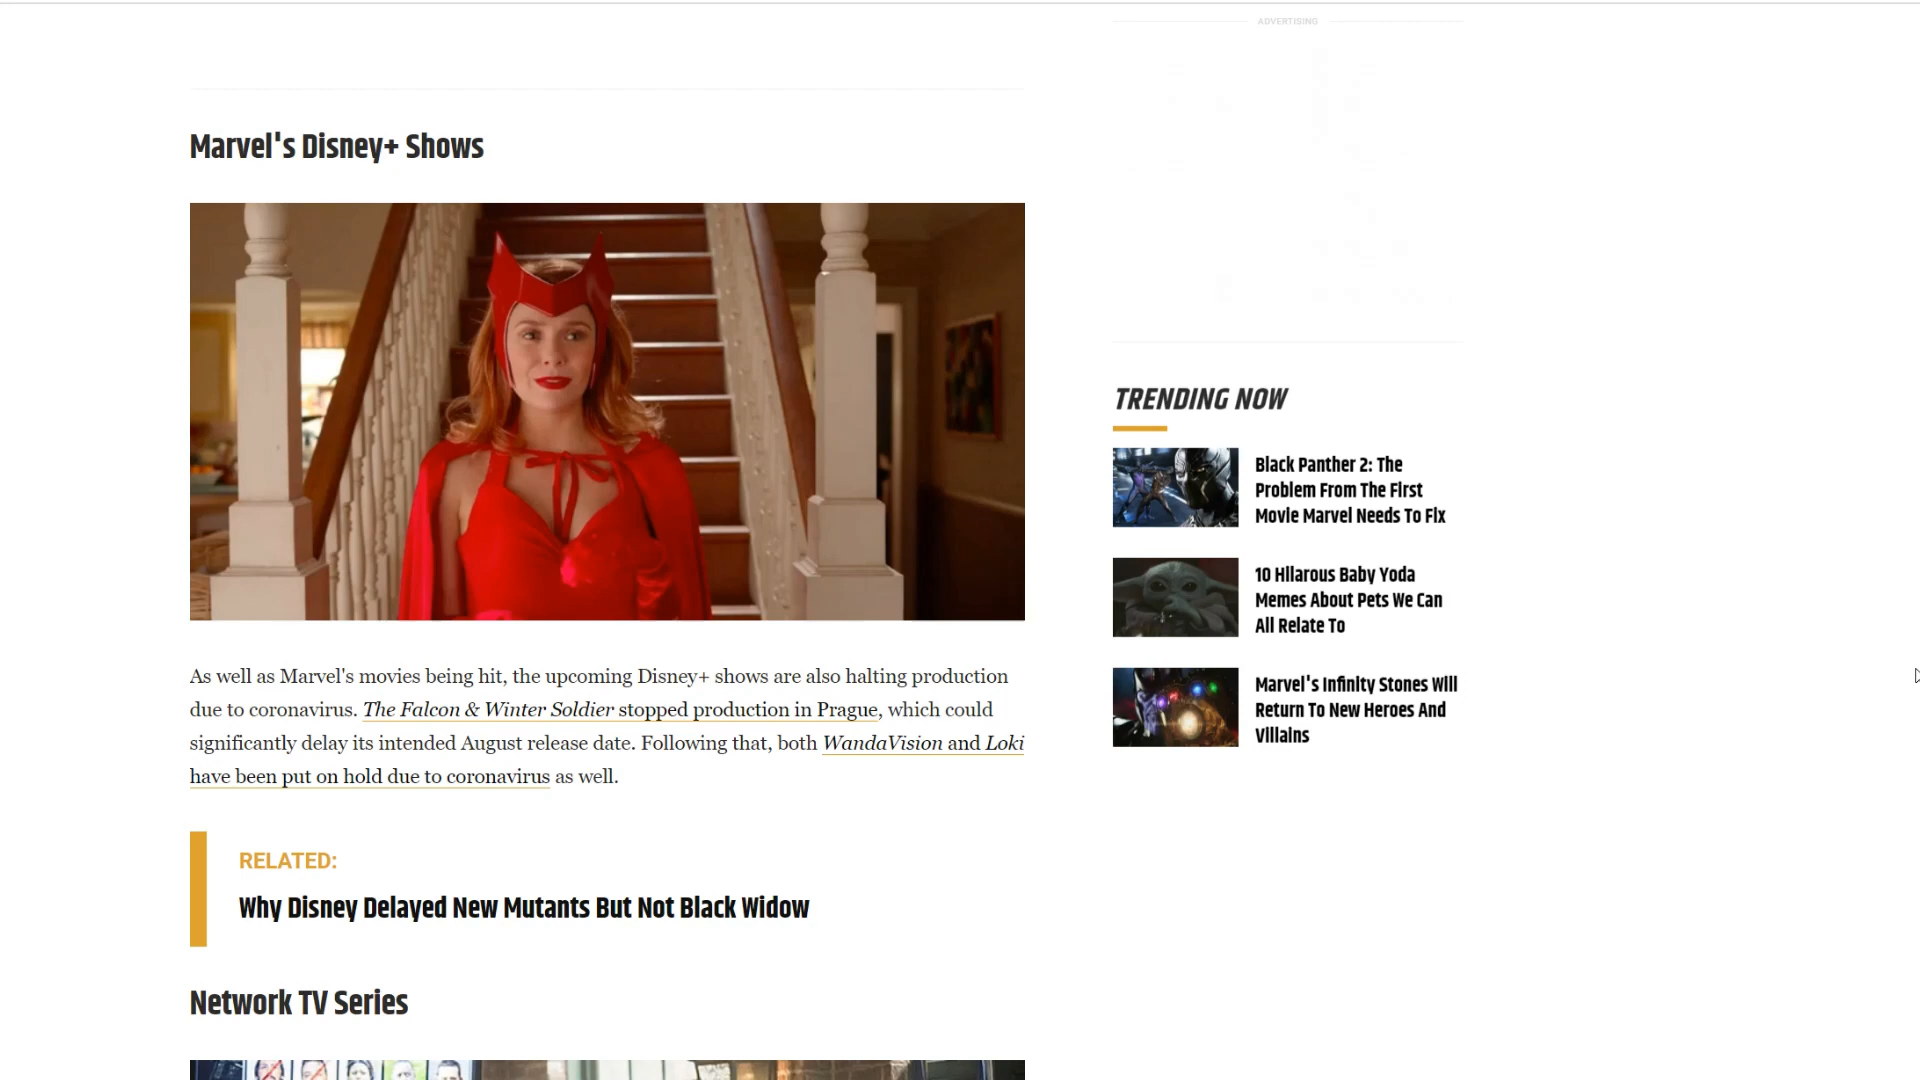 ADVERTISING
Marvel's Disney+ Shows
As well as Marvel's movies being hit, the upcoming Disney+ shows are also halting production
due to coronavirus. The Falcon & Winter Soldier stopped production in Prague, which could
significantly delay its intended August release date. Following that, both WandaVision and Loki
have been put on hold due to coronavirus as well.
RELATED:
Why Disney Delayed New Mutants But Not Black Widow
Network TV Series
TRENDING NOW
Black Panther 2: The
Problem From The First
Movie Marvel Needs To Fix
10 Hilarous Baby Yoda
Memes About Pets We Can
All Relate To
Marvel's Infinity Stones Will
Return To New Heroes And
Villains